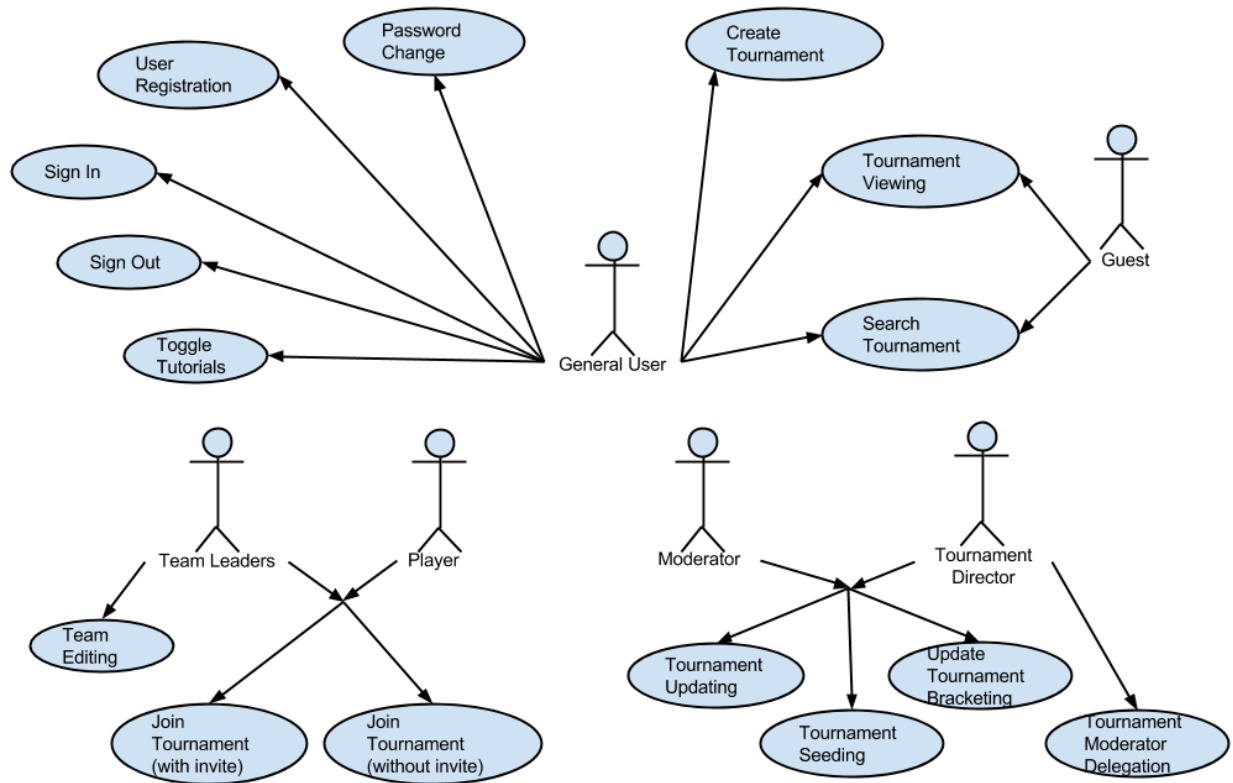 Password
Change
Create
Tournament
User
Registration
Sign In
Tournament
Viewing
Sign Out
Guest
Toggle
Tutorials
General User
Search
Tournament
Team Leaders
Player
Moderator
Tournament
Director
Team
Editing
Tournament
Updating
Update
Tournament
Bracketing
Join
Tournament
(with invite)
Join
Tournament
(without invite)
Tournament
Seeding
Tournament
Moderator
Delegation